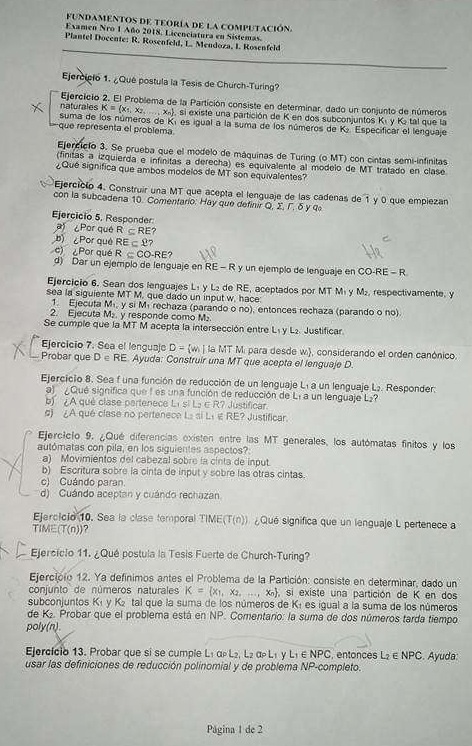 FUNDAMENTOS DE TEORÍA DE LA COMPUTACIÓN.
Examen Nro 1 Año 2018. Licenciatura en Sistemas.
Plantel Docente: R. Rosenfeld, L. Mendoza, I. Rosenfeld
Ejercicio 1. ¿Qué postula la Tesis de Church-Turing?
Ejercicio 2. El Problema de la Partición consiste en determinar, dado un conjunto de números
naturales K = {x₁, x₂, …, xₙ}, si existe una partición de K en dos subconjuntos K₁ y K₂ tal que la
suma de los números de K₁ es igual a la suma de los números de K₂. Especificar el lenguaje
que representa el problema.
Ejercicio 3. Se prueba que el modelo de máquinas de Turing (o MT) con cintas semi-infinitas
(finitas a izquierda e infinitas a derecha) es equivalente al modelo de MT tratado en clase.
¿Qué significa que ambos modelos de MT son equivalentes?
Ejercicio 4. Construir una MT que acepta el lenguaje de las cadenas de 1 y 0 que empiezan
con la subcadena 10. Comentario: Hay que definir Q, Σ, Γ, δ y q₀
Ejercicio 5. Responder:
a) ¿Por qué R ⊆ RE?
b) ¿Por qué RE ⊆ 𝓛?
c) ¿Por qué R ⊆ CO-RE?
d) Dar un ejemplo de lenguaje en RE – R y un ejemplo de lenguaje en CO-RE – R.
Ejercicio 6. Sean dos lenguajes L₁ y L₂ de RE, aceptados por MT M₁ y M₂, respectivamente, y
sea la siguiente MT M, que dado un input w, hace:
1. Ejecuta M₁, y si M₁ rechaza (parando o no), entonces rechaza (parando o no).
2. Ejecuta M₂, y responde como M₂.
Se cumple que la MT M acepta la intersección entre L₁ y L₂. Justificar.
Ejercicio 7. Sea el lenguaje D = {wᵢ | la MT Mᵢ para desde wᵢ}, considerando el orden canónico.
Probar que D ∈ RE. Ayuda: Construir una MT que acepta el lenguaje D.
Ejercicio 8. Sea f una función de reducción de un lenguaje L₁ a un lenguaje L₂. Responder:
a) ¿Qué significa que f es una función de reducción de L₁ a un lenguaje L₂?
b) ¿A qué clase pertenece L₁ si L₂ ∈ R? Justificar.
c) ¿A qué clase no pertenece L₂ si L₁ ∉ RE? Justificar.
Ejercicio 9. ¿Qué diferencias existen entre las MT generales, los autómatas finitos y los
autómatas con pila, en los siguientes aspectos?:
a) Movimientos del cabezal sobre la cinta de input.
b) Escritura sobre la cinta de input y sobre las otras cintas.
c) Cuándo paran.
d) Cuándo aceptan y cuándo rechazan.
Ejercicio 10. Sea la clase temporal TIME(T(n)). ¿Qué significa que un lenguaje L pertenece a
TIME(T(n))?
Ejercicio 11. ¿Qué postula la Tesis Fuerte de Church-Turing?
Ejercicio 12. Ya definimos antes el Problema de la Partición: consiste en determinar, dado un
conjunto de números naturales K = {x₁, x₂, …, xₙ}, si existe una partición de K en dos
subconjuntos K₁ y K₂ tal que la suma de los números de K₁ es igual a la suma de los números
de K₂. Probar que el problema está en NP. Comentario: la suma de dos números tarda tiempo
poly(n).
Ejercicio 13. Probar que si se cumple L₁ αP L₂, L₂ αP L₁ y L₁ ∈ NPC, entonces L₂ ∈ NPC. Ayuda:
usar las definiciones de reducción polinomial y de problema NP-completo.
Página 1 de 2